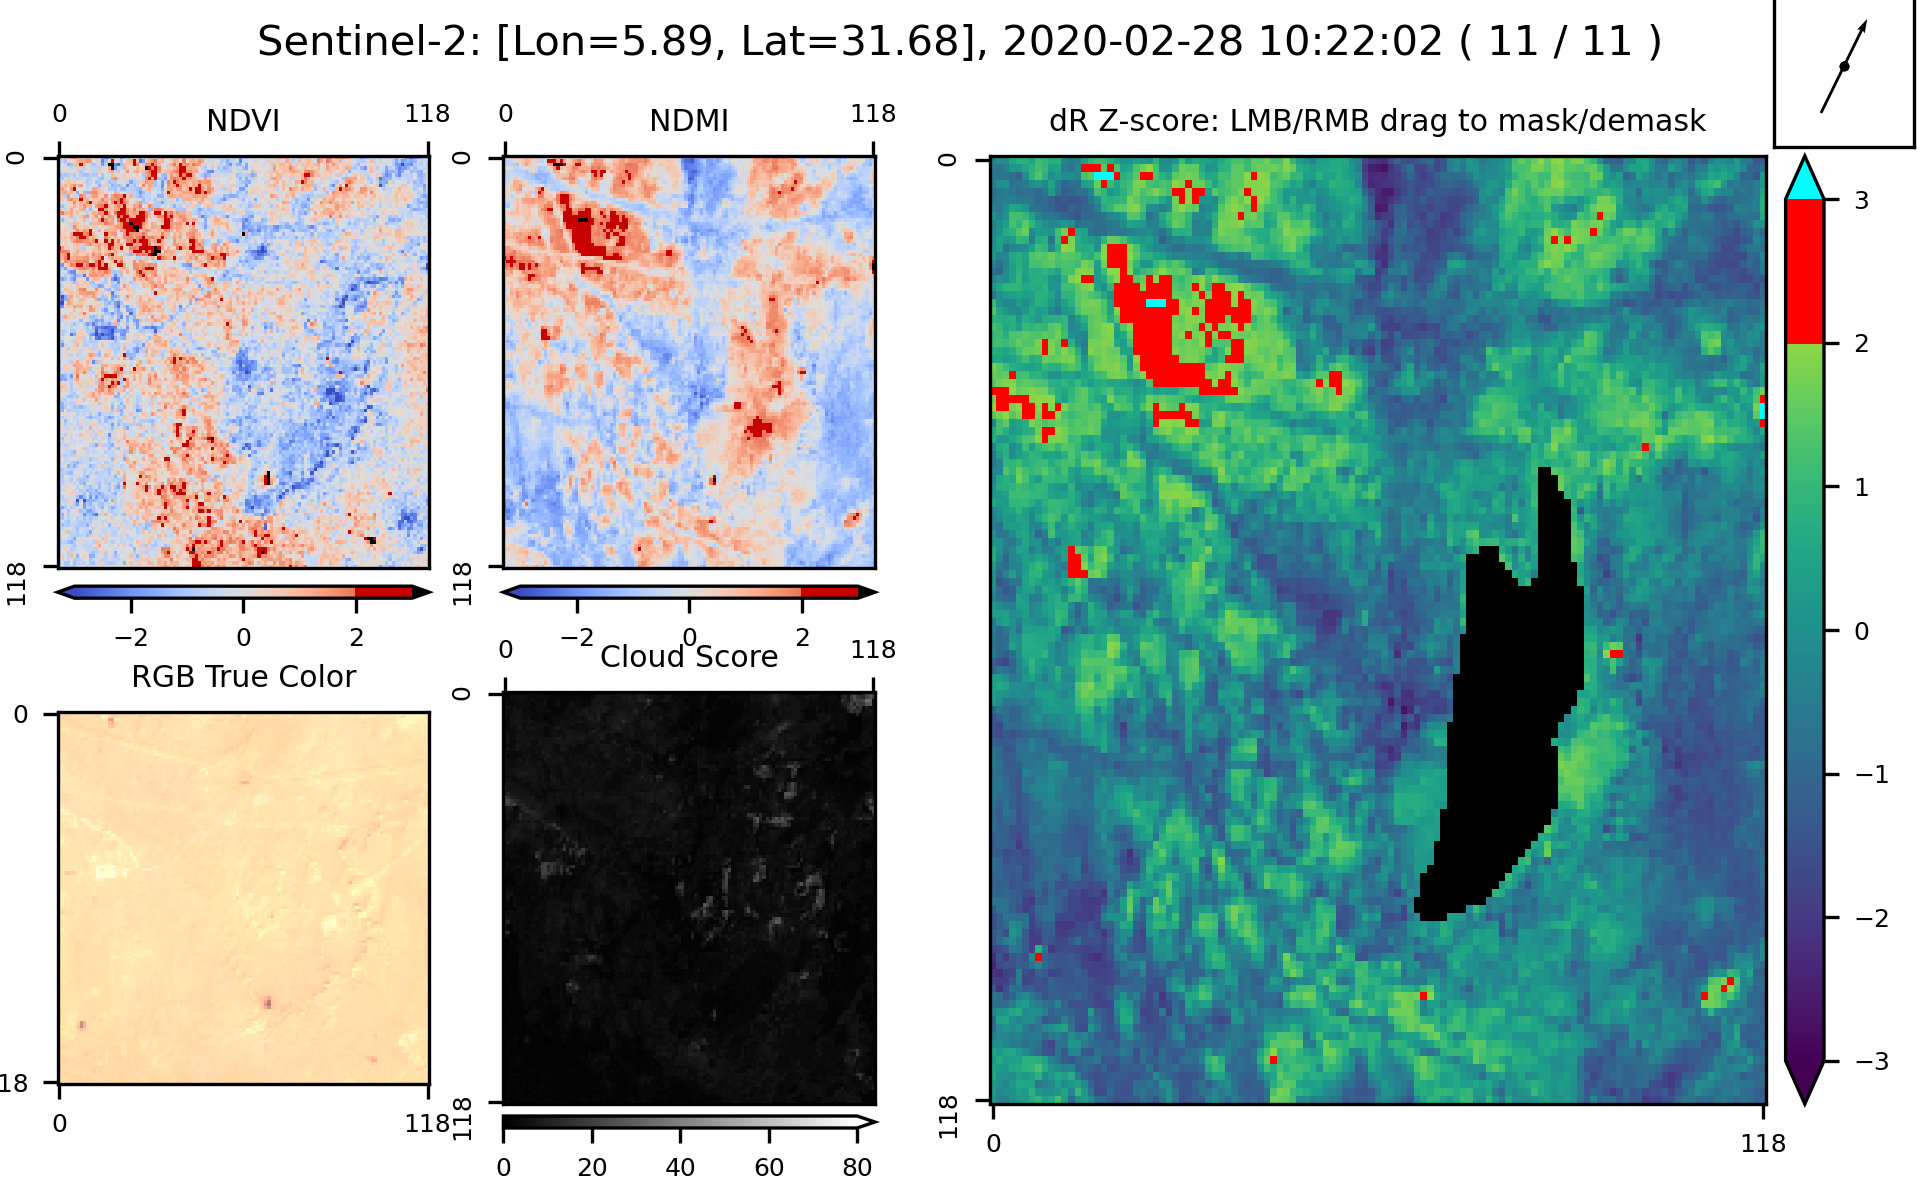 Sentinel-2: [Lon=5.89, Lat=31.68], 2020-02-28 10:22:02 ( 11 / 11 )
0 NDVI 118
0
118
−2 0 2
0 NDMI 118
0
118
−2 0 2
RGB True Color
0
18
0 118
0 Cloud Score 118
0
118
0 20 40 60 80
dR Z-score: LMB/RMB drag to mask/demask
0
118
0 118
3
2
1
0
−1
−2
−3